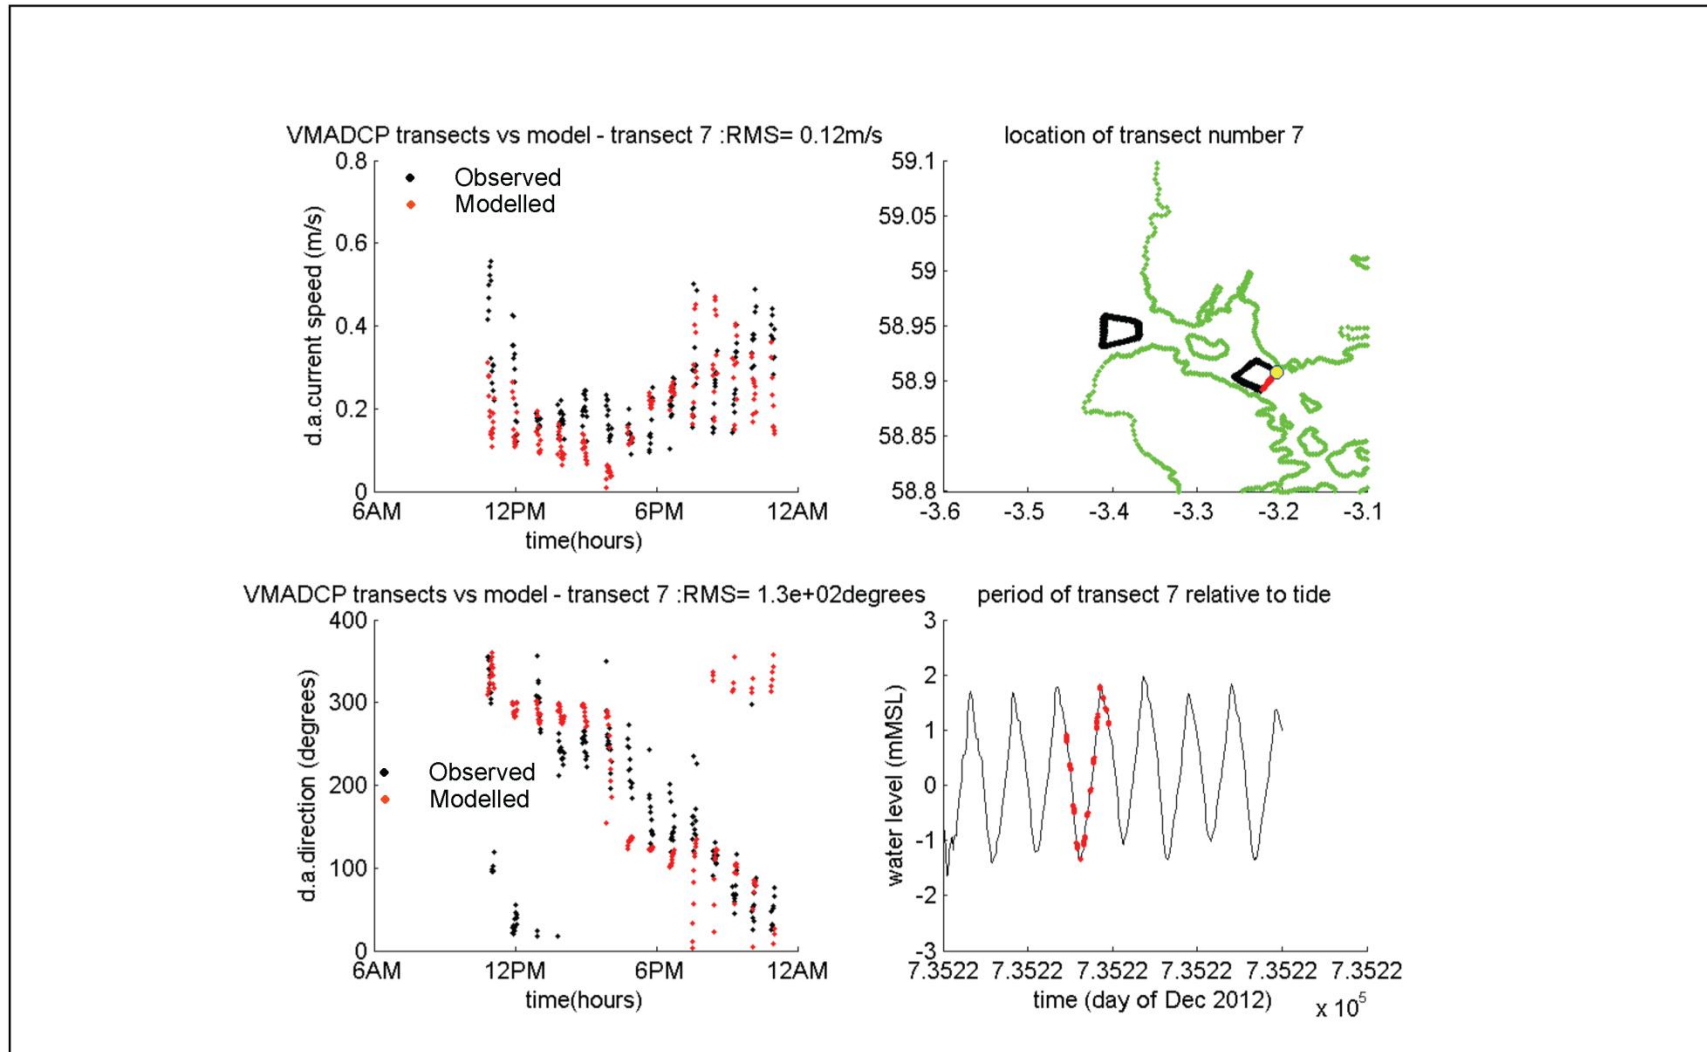 VMADCP transects vs model - transect 7 :RMS= 0.12m/s
d.a.current speed (m/s)
0.8
0.6
0.4
0.2
0
Observed
Modelled
6AM 12PM 6PM 12AM
time(hours)
location of transect number 7
59.1
59.05
59
58.95
58.9
58.85
58.8
-3.6 -3.5 -3.4 -3.3 -3.2 -3.1
VMADCP transects vs model - transect 7 :RMS= 1.3e+02degrees
d.a.direction (degrees)
400
300
200
100
0
Observed
Modelled
6AM 12PM 6PM 12AM
time(hours)
period of transect 7 relative to tide
water level (mMSL)
3
2
1
0
-1
-2
-3
7.3522 7.3522 7.3522 7.3522 7.3522 7.3522
time (day of Dec 2012)
x 10⁵